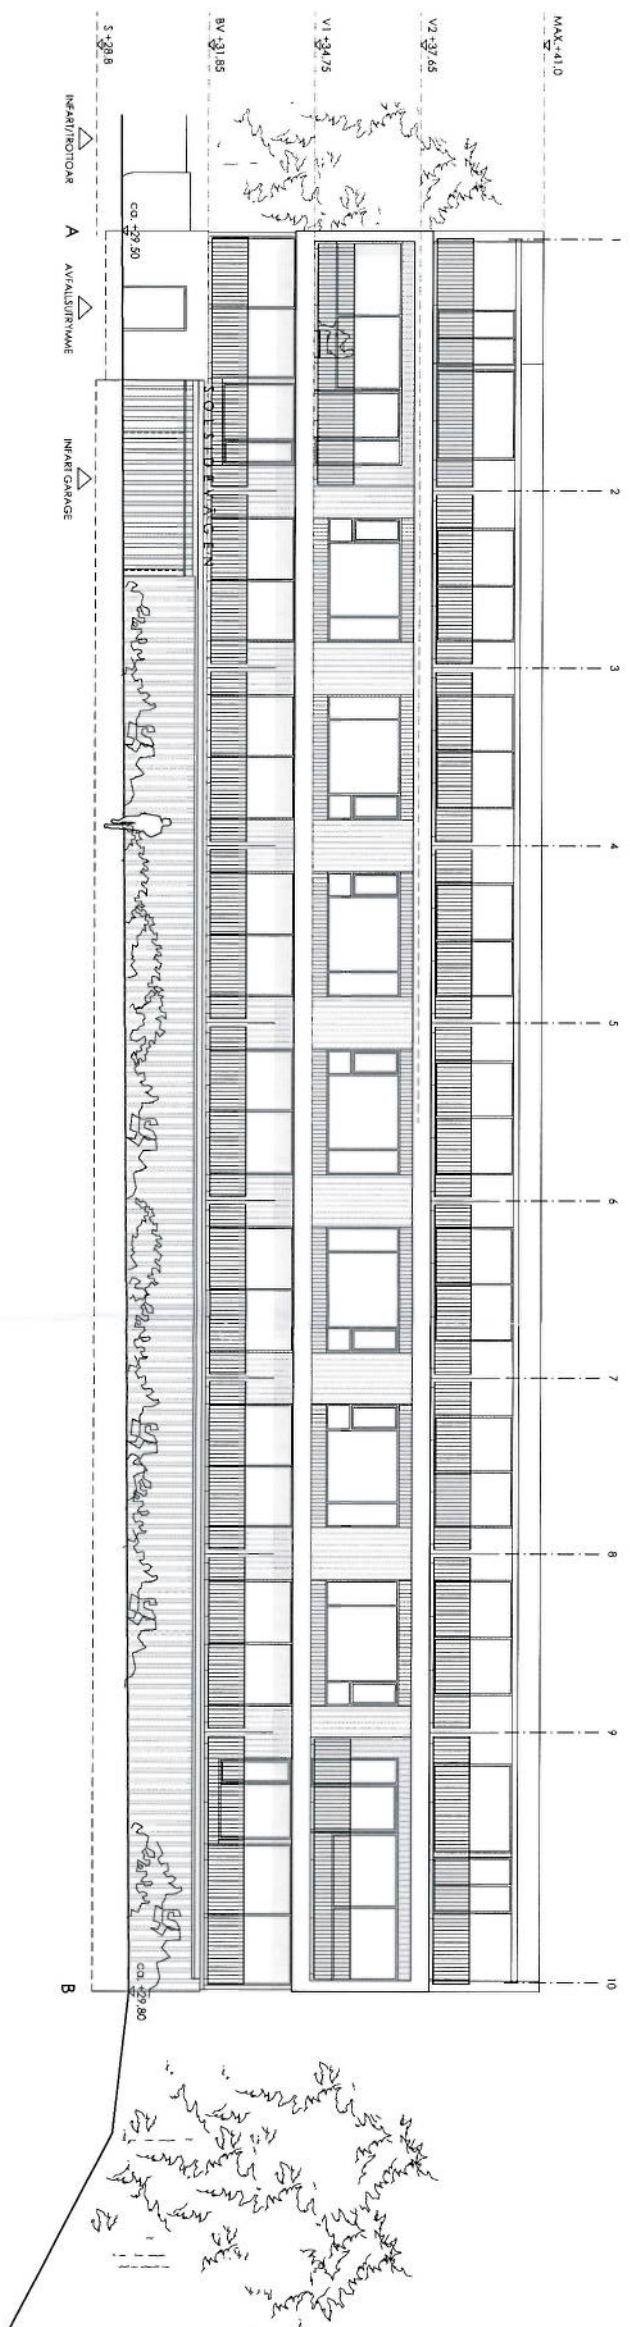 MAX.+41.0
V2 +37.65
V1 +34.75
BV +31.85
S +28.8
1
2
3
4
5
6
7
8
9
10
SOLSIDEVÄGEN
ca. +29.50
ca. +29.80
A
B
INFART/TROTTOAR
AVFALLSUTRYMME
INFART GARAGE